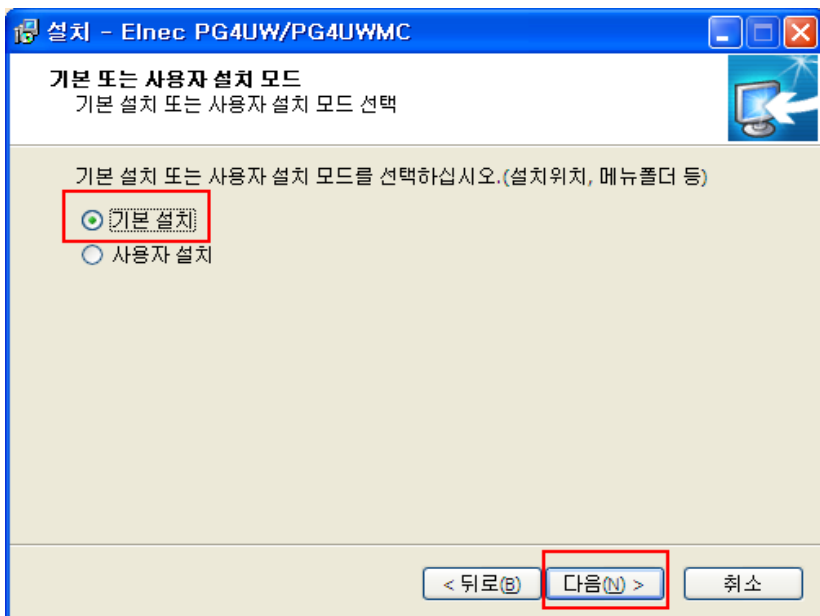 설치 - Elnec PG4UW/PG4UWMC
기본 또는 사용자 설치 모드
기본 설치 또는 사용자 설치 모드 선택
기본 설치 또는 사용자 설치 모드를 선택하십시오.(설치위치, 메뉴폴더 등)
기본 설치
사용자 설치
< 뒤로(B) 다음(N) > 취소